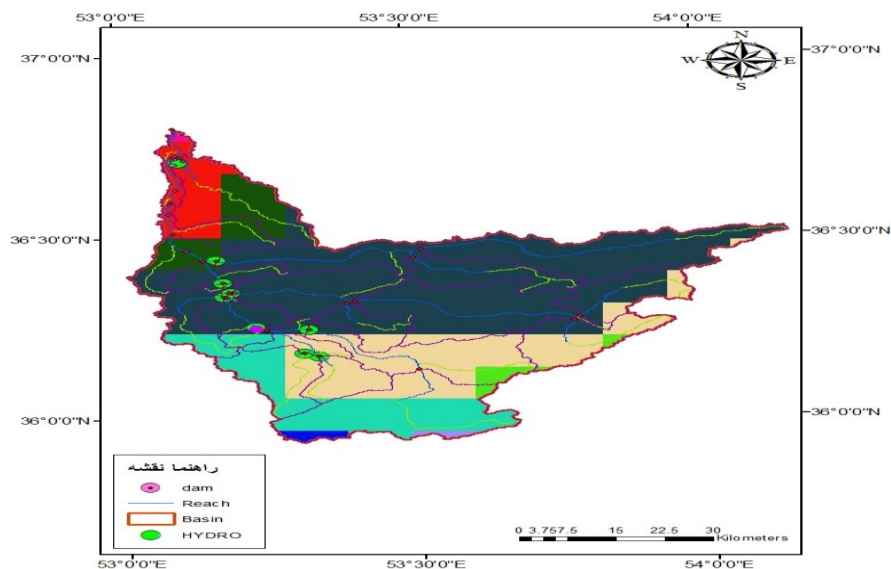 53°0'0"E 53°30'0"E 54°0'0"E
N
W E
S
37°0'0"N 37°0'0"N
36°30'0"N 36°30'0"N
36°0'0"N 36°0'0"N
راهنما نقشه
dam
Reach
Basin
HYDRO
0 3.757.5 15 22.5 30
Kilometers
53°0'0"E 53°30'0"E 54°0'0"E